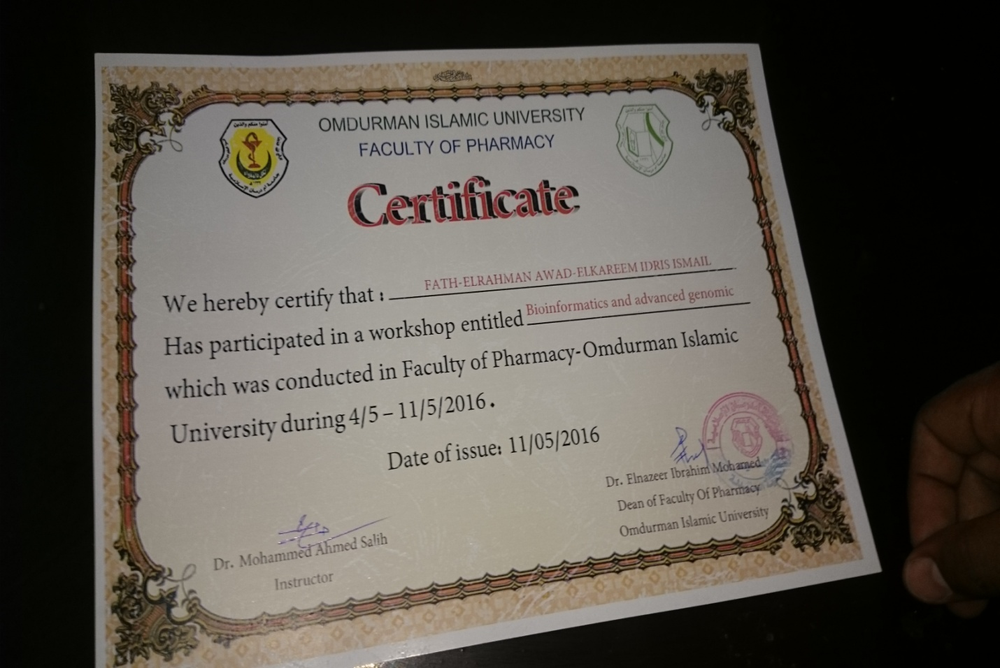 OMDURMAN ISLAMIC UNIVERSITY
FACULTY OF PHARMACY
Certificate
We hereby certify that : FATH-ELRAHMAN AWAD-ELKAREEM IDRIS ISMAIL
Has participated in a workshop entitled Bioinformatics and advanced genomic
which was conducted in Faculty of Pharmacy-Omdurman Islamic
University during 4/5 – 11/5/2016 .
Date of issue: 11/05/2016
Dr. Elnazeer Ibrahim Mohamed
Dean of Faculty Of Pharmacy
Omdurman Islamic University
Dr. Mohammed Ahmed Salih
Instructor